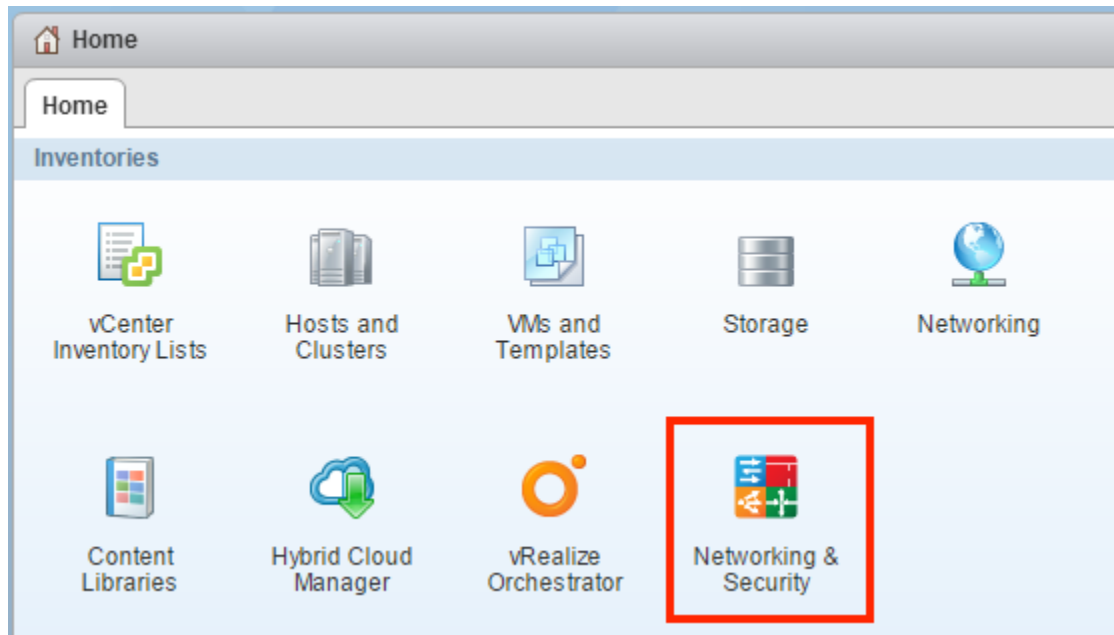 Home
Home
Inventories
vCenter
Inventory Lists
Hosts and
Clusters
VMs and
Templates
Storage
Networking
Content
Libraries
Hybrid Cloud
Manager
vRealize
Orchestrator
Networking &
Security